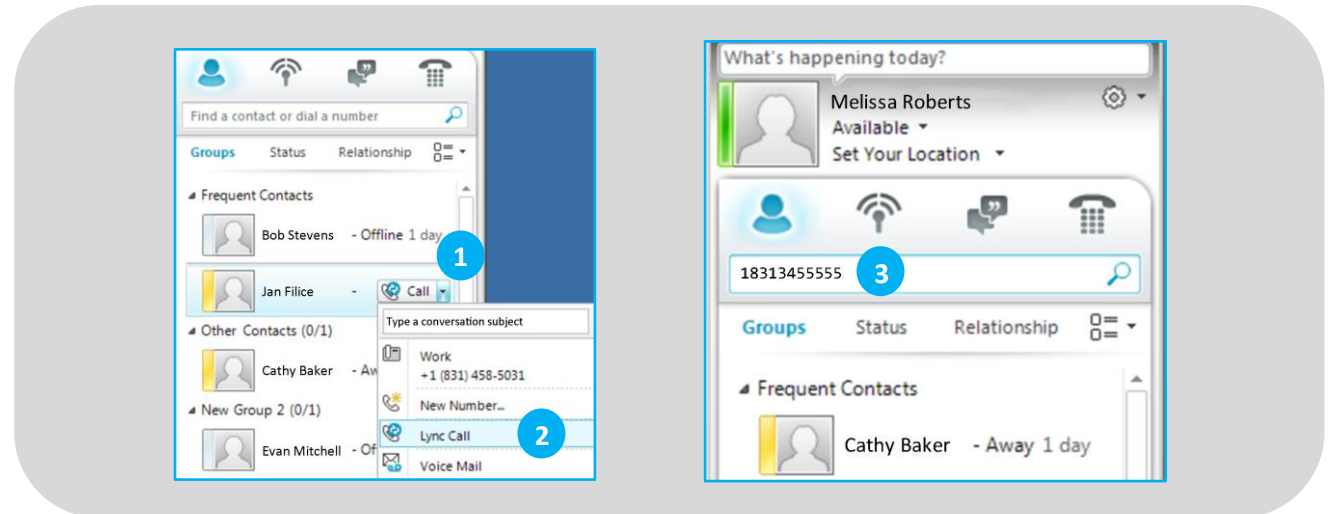 Find a contact or dial a number
Groups Status Relationship
Frequent Contacts
Bob Stevens - Offline 1 day
1
Jan Filice - Call
Type a conversation subject
Other Contacts (0/1)
Work
+1 (831) 458-5031
Cathy Baker - Aw
New Number...
New Group 2 (0/1)
Lync Call 2
Evan Mitchell - Of
Voice Mail
What's happening today?
Melissa Roberts
Available
Set Your Location
18313455555 3
Groups Status Relationship
Frequent Contacts
Cathy Baker - Away 1 day